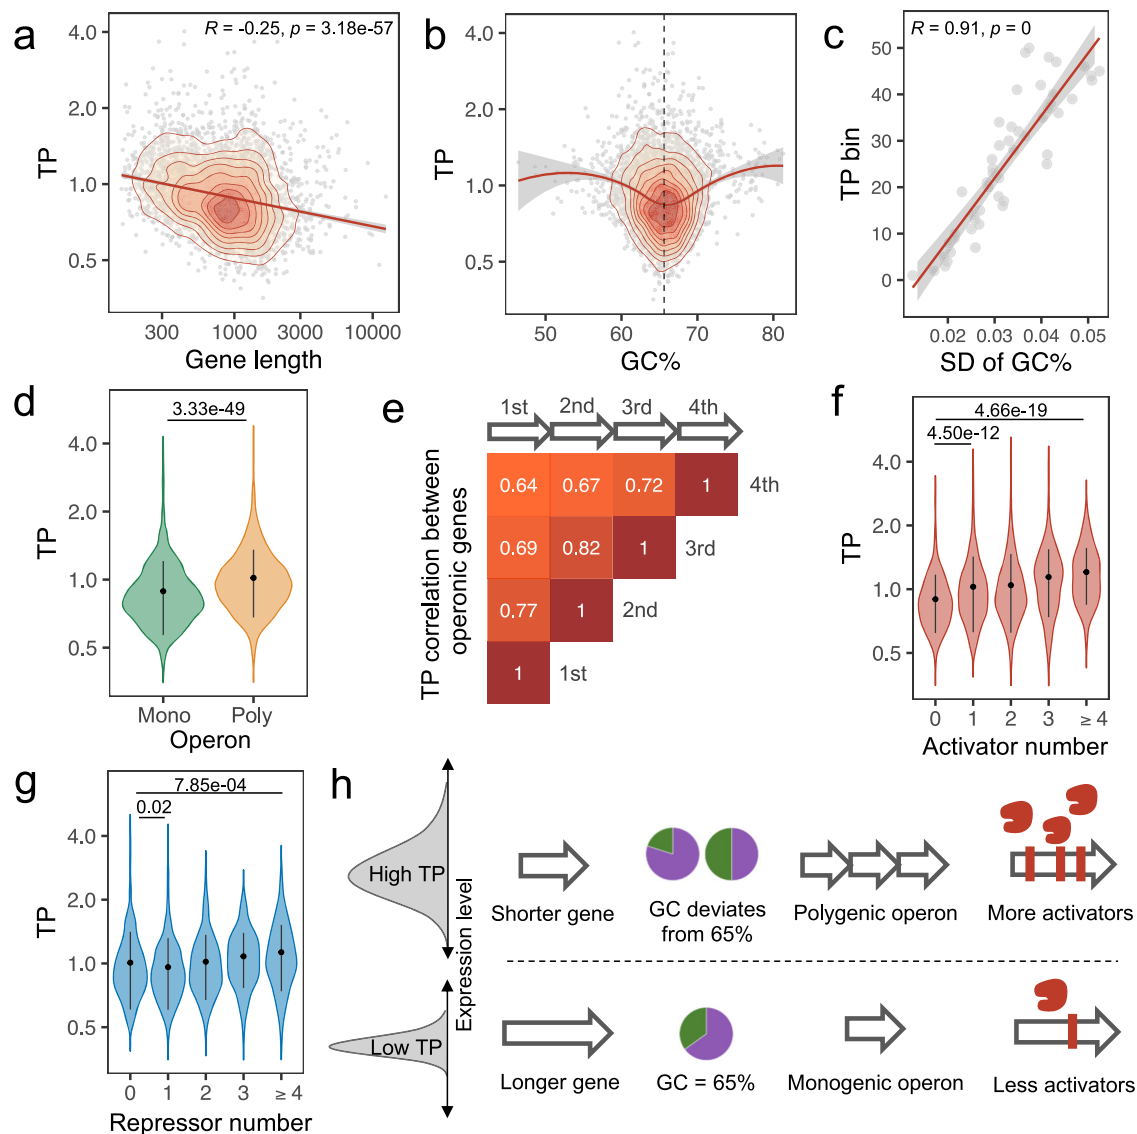 a
R = -0.25, p = 3.18e-57
TP
4.0
2.0
1.0
0.5
300
1000
3000
10000
Gene length
b
TP
4.0
2.0
1.0
0.5
50
60
70
80
GC%
c
R = 0.91, p = 0
TP bin
50
40
30
20
10
0
0.02
0.03
0.04
0.05
SD of GC%
d
3.33e-49
TP
4.0
2.0
1.0
0.5
Mono
Poly
Operon
e
1st
2nd
3rd
4th
TP correlation between
operonic genes
0.64
0.67
0.72
1
4th
0.69
0.82
1
3rd
0.77
1
2nd
1
1st
f
4.66e-19
4.50e-12
TP
4.0
2.0
1.0
0.5
0
1
2
3
≥ 4
Activator number
g
7.85e-04
0.02
TP
4.0
2.0
1.0
0.5
0
1
2
3
≥ 4
Repressor number
h
High TP
Low TP
Expression level
Shorter gene
GC deviates
from 65%
Polygenic operon
More activators
Longer gene
GC = 65%
Monogenic operon
Less activators